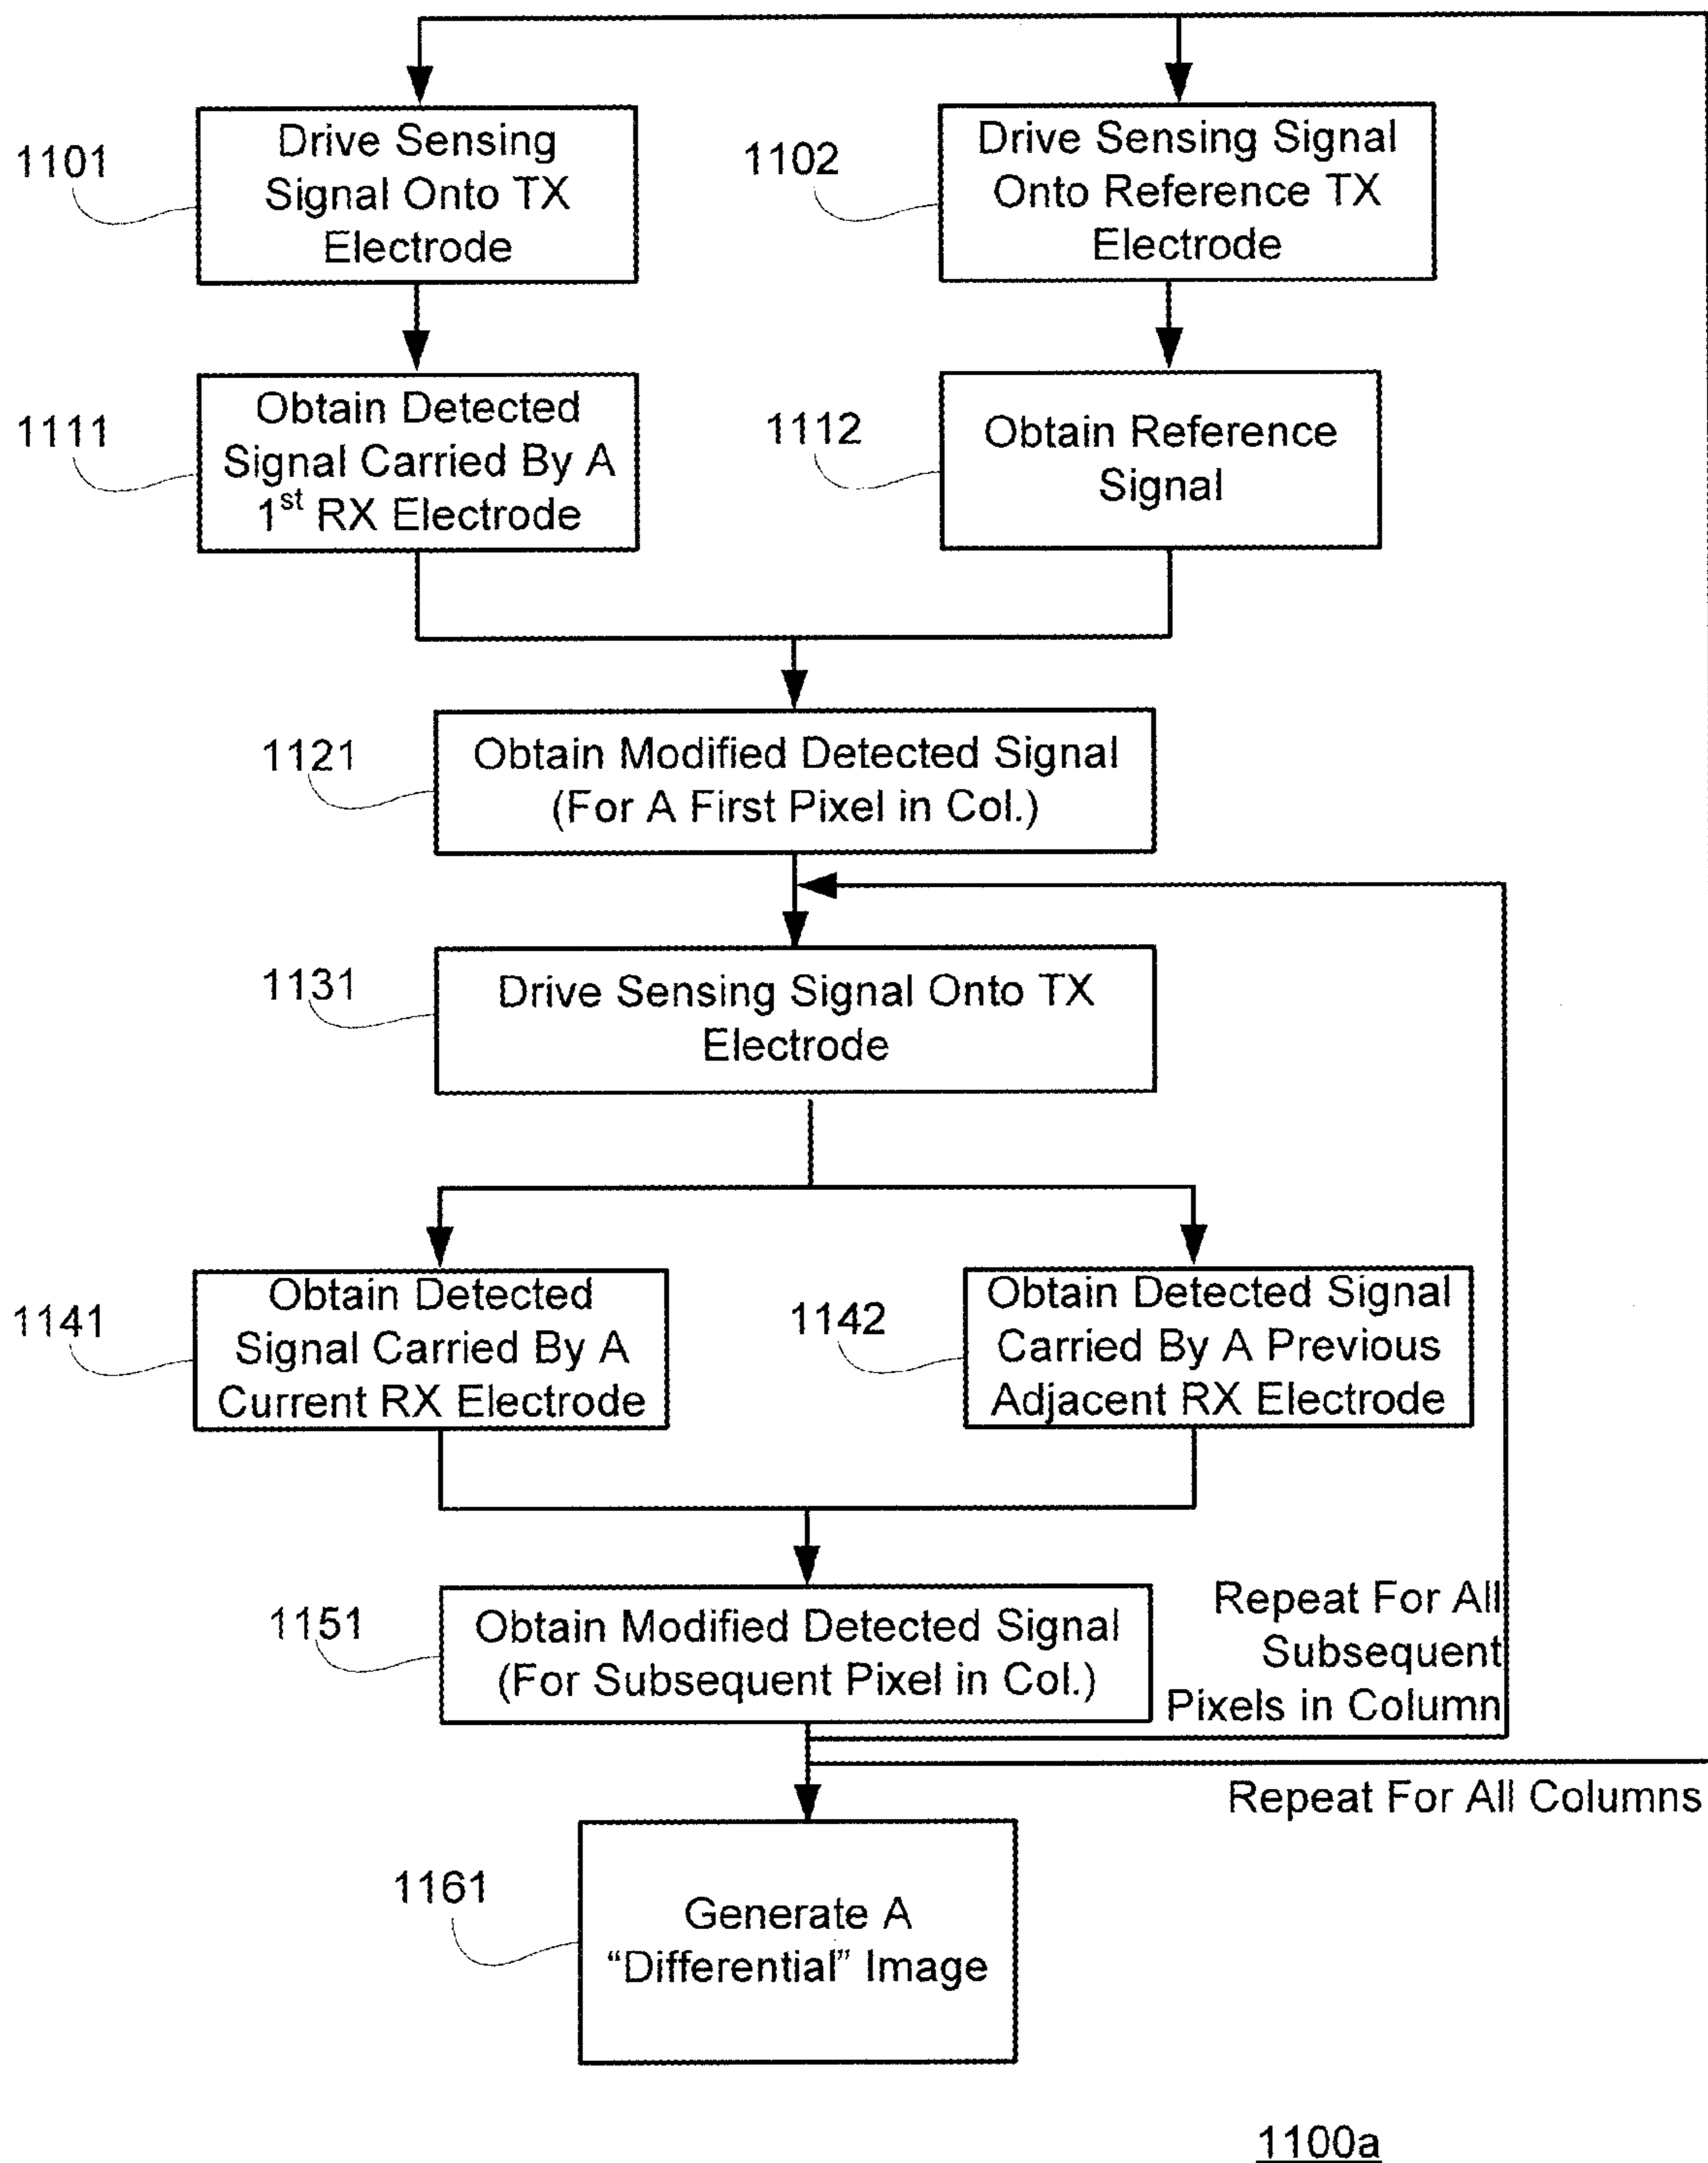 1101
Drive Sensing
Signal Onto TX
Electrode
1102
Drive Sensing Signal
Onto Reference TX
Electrode
1111
Obtain Detected
Signal Carried By A
1st RX Electrode
1112
Obtain Reference
Signal
1121
Obtain Modified Detected Signal
(For A First Pixel in Col.)
1131
Drive Sensing Signal Onto TX
Electrode
1141
Obtain Detected
Signal Carried By A
Current RX Electrode
1142
Obtain Detected Signal
Carried By A Previous
Adjacent RX Electrode
1151
Obtain Modified Detected Signal
(For Subsequent Pixel in Col.)
Repeat For All
Subsequent
Pixels in Column
Repeat For All Columns
1161
Generate A
“Differential” Image
1100a